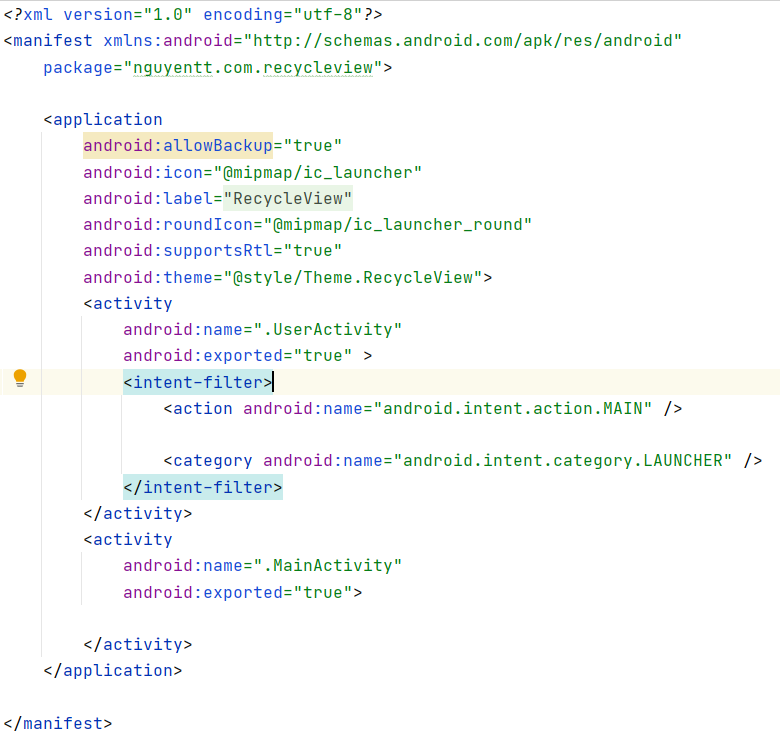 <?xml version="1.0" encoding="utf-8"?>
<manifest xmlns:android="http://schemas.android.com/apk/res/android"
    package="nguyentt.com.recycleview">

    <application
        android:allowBackup="true"
        android:icon="@mipmap/ic_launcher"
        android:label="RecycleView"
        android:roundIcon="@mipmap/ic_launcher_round"
        android:supportsRtl="true"
        android:theme="@style/Theme.RecycleView">
        <activity
            android:name=".UserActivity"
            android:exported="true" >
            <intent-filter>
                <action android:name="android.intent.action.MAIN" />

                <category android:name="android.intent.category.LAUNCHER" />
            </intent-filter>
        </activity>
        <activity
            android:name=".MainActivity"
            android:exported="true">

        </activity>
    </application>

</manifest>